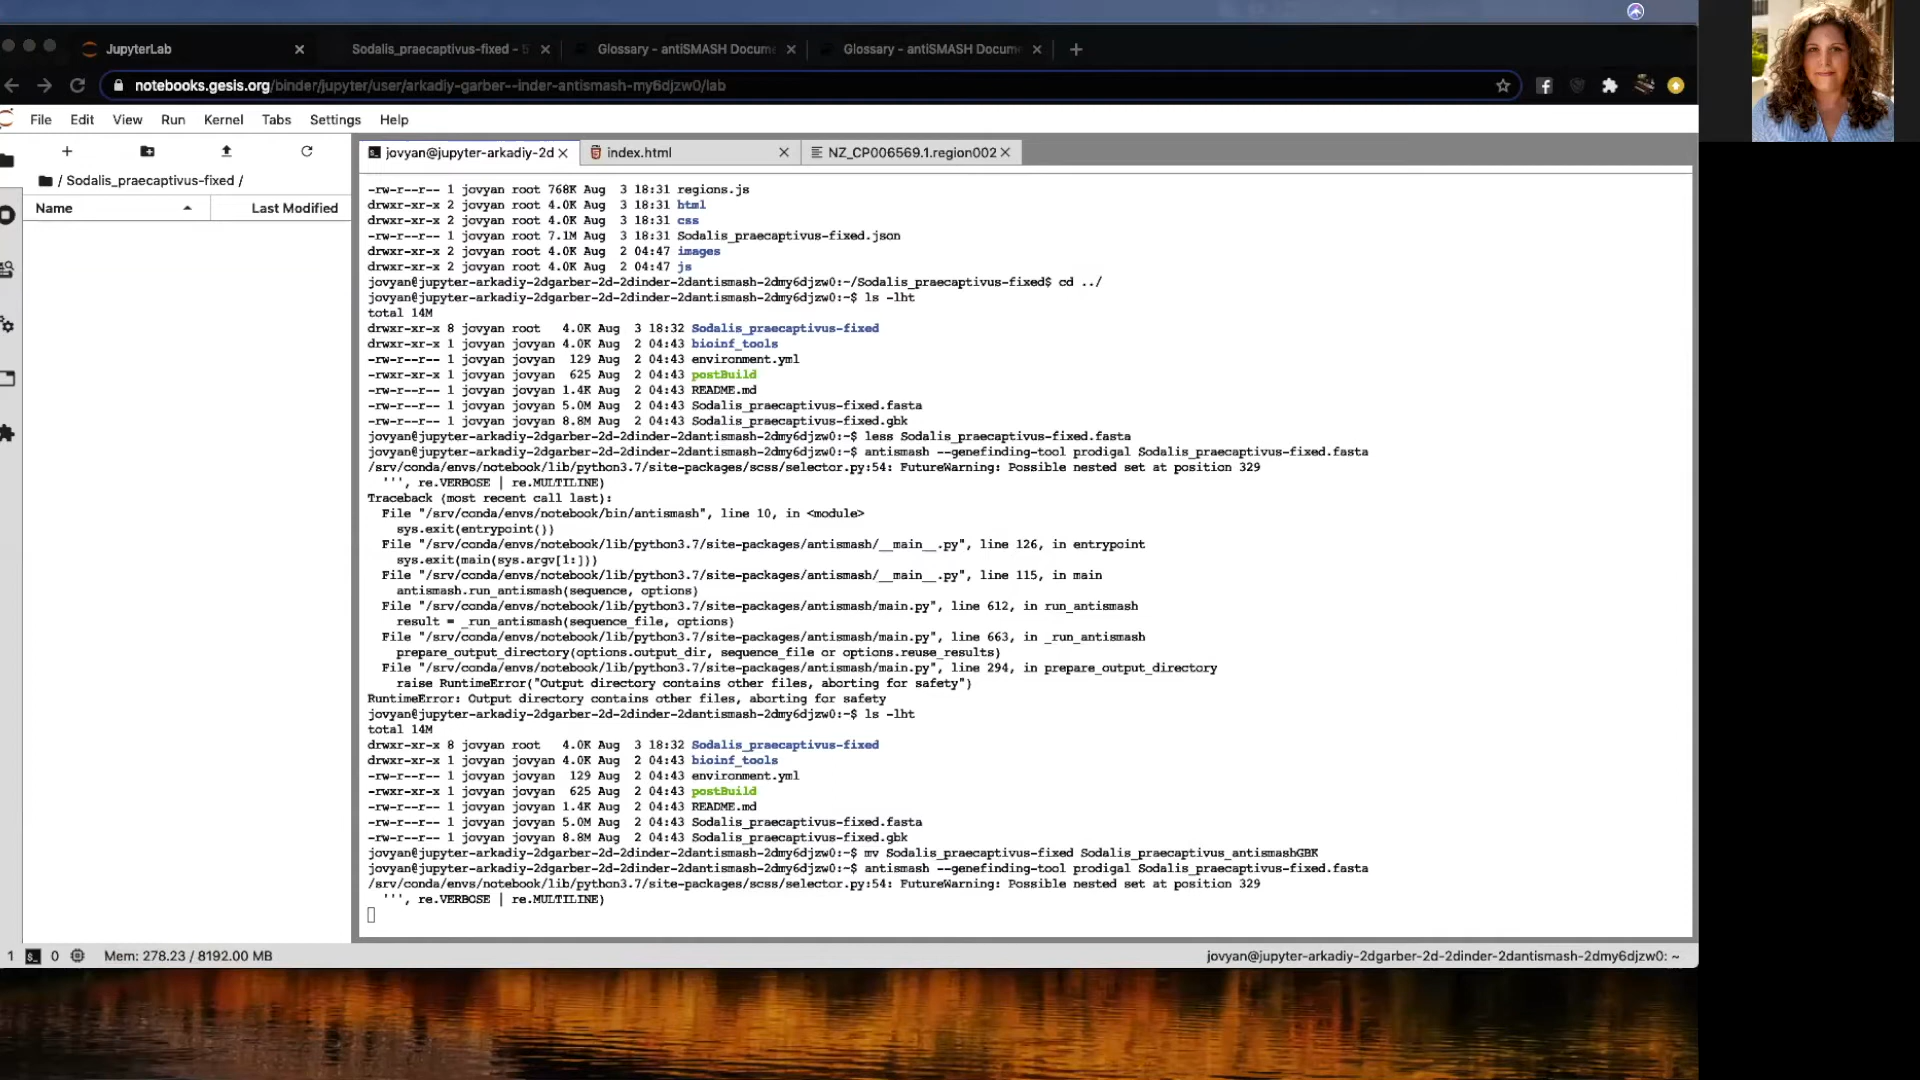 JupyterLab
Sodalis_praecaptivus-fixed - 5
Glossary - antiSMASH Docume
Glossary - antiSMASH Docum
notebooks.gesis.org/binder/jupyter/user/arkadiy-garber--inder-antismash-my6djzw0/lab
File Edit View Run Kernel Tabs Settings Help
jovyan@jupyter-arkadiy-2d
index.html
NZ_CP006569.1.region002
/ Sodalis_praecaptivus-fixed /
Name Last Modified
-rw-r--r-- 1 jovyan root 768K Aug  3 18:31 regions.js
drwxr-xr-x 2 jovyan root 4.0K Aug  3 18:31 html
drwxr-xr-x 2 jovyan root 4.0K Aug  3 18:31 css
-rw-r--r-- 1 jovyan root 7.1M Aug  3 18:31 Sodalis_praecaptivus-fixed.json
drwxr-xr-x 2 jovyan root 4.0K Aug  2 04:47 images
drwxr-xr-x 2 jovyan root 4.0K Aug  2 04:47 js
jovyan@jupyter-arkadiy-2dgarber-2d-2dinder-2dantismash-2dmy6djzw0:~/Sodalis_praecaptivus-fixed$ cd ../
jovyan@jupyter-arkadiy-2dgarber-2d-2dinder-2dantismash-2dmy6djzw0:~$ ls -lht
total 14M
drwxr-xr-x 8 jovyan root   4.0K Aug  3 18:32 Sodalis_praecaptivus-fixed
drwxr-xr-x 1 jovyan jovyan 4.0K Aug  2 04:43 bioinf_tools
-rw-r--r-- 1 jovyan jovyan  129 Aug  2 04:43 environment.yml
-rwxr-xr-x 1 jovyan jovyan  625 Aug  2 04:43 postBuild
-rw-r--r-- 1 jovyan jovyan 1.4K Aug  2 04:43 README.md
-rw-r--r-- 1 jovyan jovyan 5.0M Aug  2 04:43 Sodalis_praecaptivus-fixed.fasta
-rw-r--r-- 1 jovyan jovyan 8.8M Aug  2 04:43 Sodalis_praecaptivus-fixed.gbk
jovyan@jupyter-arkadiy-2dgarber-2d-2dinder-2dantismash-2dmy6djzw0:~$ less Sodalis_praecaptivus-fixed.fasta
jovyan@jupyter-arkadiy-2dgarber-2d-2dinder-2dantismash-2dmy6djzw0:~$ antismash --genefinding-tool prodigal Sodalis_praecaptivus-fixed.fasta
/srv/conda/envs/notebook/lib/python3.7/site-packages/scss/selector.py:54: FutureWarning: Possible nested set at position 329
  ''', re.VERBOSE | re.MULTILINE)
Traceback (most recent call last):
  File "/srv/conda/envs/notebook/bin/antismash", line 10, in <module>
    sys.exit(entrypoint())
  File "/srv/conda/envs/notebook/lib/python3.7/site-packages/antismash/__main__.py", line 126, in entrypoint
    sys.exit(main(sys.argv[1:]))
  File "/srv/conda/envs/notebook/lib/python3.7/site-packages/antismash/__main__.py", line 115, in main
    antismash.run_antismash(sequence, options)
  File "/srv/conda/envs/notebook/lib/python3.7/site-packages/antismash/main.py", line 612, in run_antismash
    result = _run_antismash(sequence_file, options)
  File "/srv/conda/envs/notebook/lib/python3.7/site-packages/antismash/main.py", line 663, in _run_antismash
    prepare_output_directory(options.output_dir, sequence_file or options.reuse_results)
  File "/srv/conda/envs/notebook/lib/python3.7/site-packages/antismash/main.py", line 294, in prepare_output_directory
    raise RuntimeError("Output directory contains other files, aborting for safety")
RuntimeError: Output directory contains other files, aborting for safety
jovyan@jupyter-arkadiy-2dgarber-2d-2dinder-2dantismash-2dmy6djzw0:~$ ls -lht
total 14M
drwxr-xr-x 8 jovyan root   4.0K Aug  3 18:32 Sodalis_praecaptivus-fixed
drwxr-xr-x 1 jovyan jovyan 4.0K Aug  2 04:43 bioinf_tools
-rw-r--r-- 1 jovyan jovyan  129 Aug  2 04:43 environment.yml
-rwxr-xr-x 1 jovyan jovyan  625 Aug  2 04:43 postBuild
-rw-r--r-- 1 jovyan jovyan 1.4K Aug  2 04:43 README.md
-rw-r--r-- 1 jovyan jovyan 5.0M Aug  2 04:43 Sodalis_praecaptivus-fixed.fasta
-rw-r--r-- 1 jovyan jovyan 8.8M Aug  2 04:43 Sodalis_praecaptivus-fixed.gbk
jovyan@jupyter-arkadiy-2dgarber-2d-2dinder-2dantismash-2dmy6djzw0:~$ mv Sodalis_praecaptivus-fixed Sodalis_praecaptivus_antismashGBK
jovyan@jupyter-arkadiy-2dgarber-2d-2dinder-2dantismash-2dmy6djzw0:~$ antismash --genefinding-tool prodigal Sodalis_praecaptivus-fixed.fasta
/srv/conda/envs/notebook/lib/python3.7/site-packages/scss/selector.py:54: FutureWarning: Possible nested set at position 329
  ''', re.VERBOSE | re.MULTILINE)
1 0 Mem: 278.23 / 8192.00 MB
jovyan@jupyter-arkadiy-2dgarber-2d-2dinder-2dantismash-2dmy6djzw0: ~